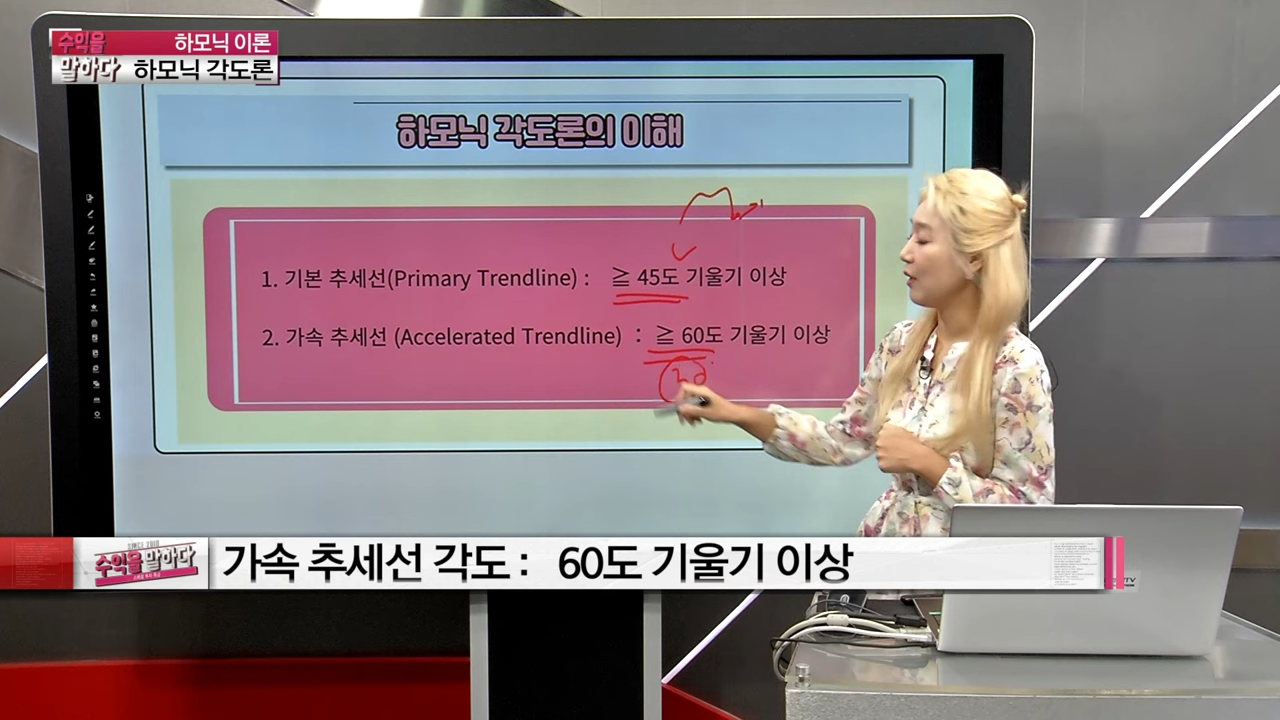 수익을 말하다
하모닉 이론
하모닉 각도론
하모닉 각도론의 이해
1. 기본 추세선(Primary Trendline) : ≧ 45도 기울기 이상
2. 가속 추세선 (Accelerated Trendline) : ≧ 60도 기울기 이상
SINCE 2010
수익을 말하다
가속 추세선 각도 : 60도 기울기 이상